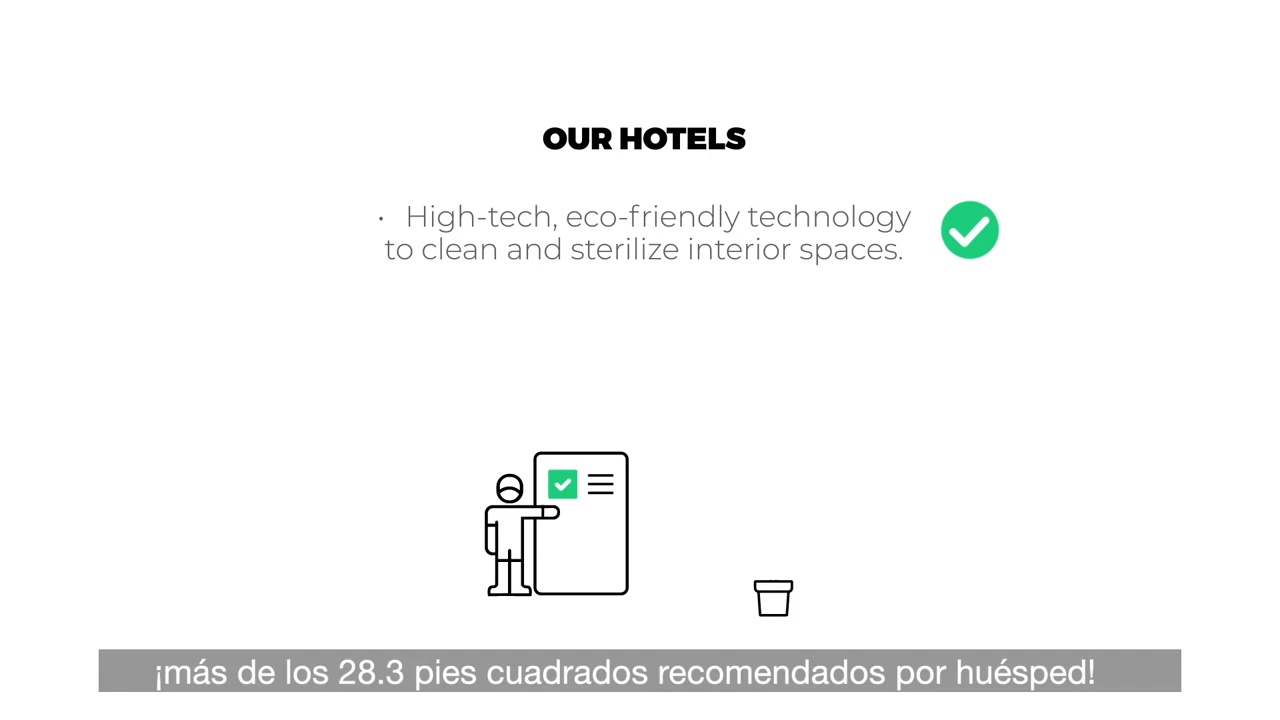 OUR HOTELS
• High-tech, eco-friendly technology
to clean and sterilize interior spaces.
¡más de los 28.3 pies cuadrados recomendados por huésped!